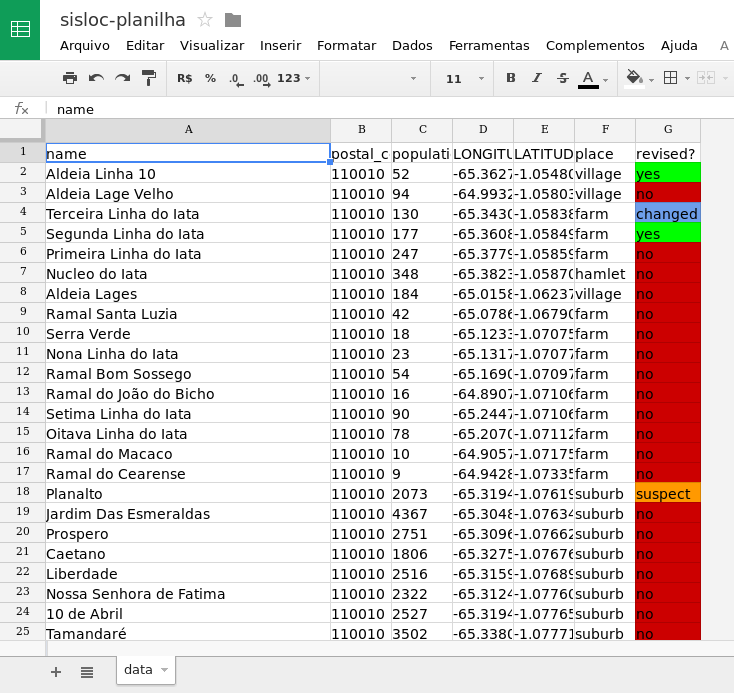 sisloc-planilha
Arquivo Editar Visualizar Inserir Formatar Dados Ferramentas Complementos Ajuda A
R$ % .0 .00 123 11 B I S A
fx name
A B C D E F G
1 name postal_c populati LONGITU LATITUD place revised?
2 Aldeia Linha 10 110010 52 -65.3627 -1.05480 village yes
3 Aldeia Lage Velho 110010 94 -64.9932 -1.05803 village no
4 Terceira Linha do Iata 110010 130 -65.3430 -1.05838 farm changed
5 Segunda Linha do Iata 110010 177 -65.3608 -1.05849 farm yes
6 Primeira Linha do Iata 110010 247 -65.3779 -1.05859 farm no
7 Nucleo do Iata 110010 348 -65.3823 -1.05870 hamlet no
8 Aldeia Lages 110010 184 -65.0158 -1.06237 village no
9 Ramal Santa Luzia 110010 42 -65.0786 -1.06790 farm no
10 Serra Verde 110010 18 -65.1233 -1.07075 farm no
11 Nona Linha do Iata 110010 23 -65.1317 -1.07077 farm no
12 Ramal Bom Sossego 110010 54 -65.1690 -1.07097 farm no
13 Ramal do João do Bicho 110010 16 -64.8907 -1.07106 farm no
14 Setima Linha do Iata 110010 90 -65.2447 -1.07106 farm no
15 Oitava Linha do Iata 110010 78 -65.2070 -1.07112 farm no
16 Ramal do Macaco 110010 10 -64.9057 -1.07175 farm no
17 Ramal do Cearense 110010 9 -64.9428 -1.07335 farm no
18 Planalto 110010 2073 -65.3194 -1.07619 suburb suspect
19 Jardim Das Esmeraldas 110010 4367 -65.3048 -1.07634 suburb no
20 Prospero 110010 2751 -65.3096 -1.07662 suburb no
21 Caetano 110010 1806 -65.3275 -1.07676 suburb no
22 Liberdade 110010 2516 -65.3159 -1.07689 suburb no
23 Nossa Senhora de Fatima 110010 2322 -65.3124 -1.07760 suburb no
24 10 de Abril 110010 2527 -65.3194 -1.07765 suburb no
25 Tamandaré 110010 3502 -65.3380 -1.07771 suburb no
data